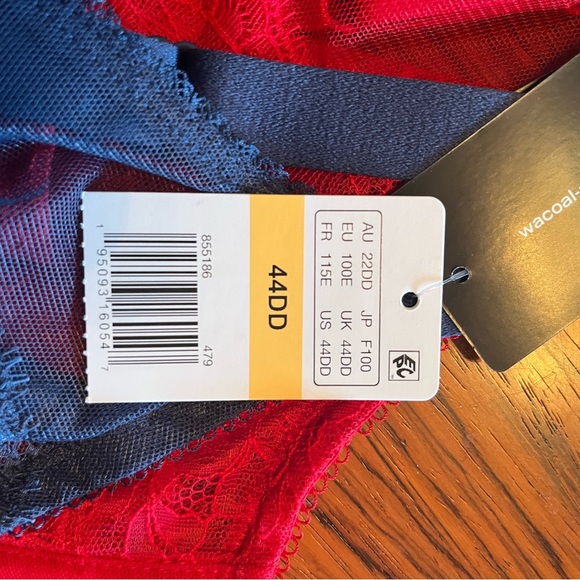 AU 22DD JP F100
EU 100E UK 44DD
FR 115E US 44DD
44DD
855186 479
1 95093 16054 7
wacoal-